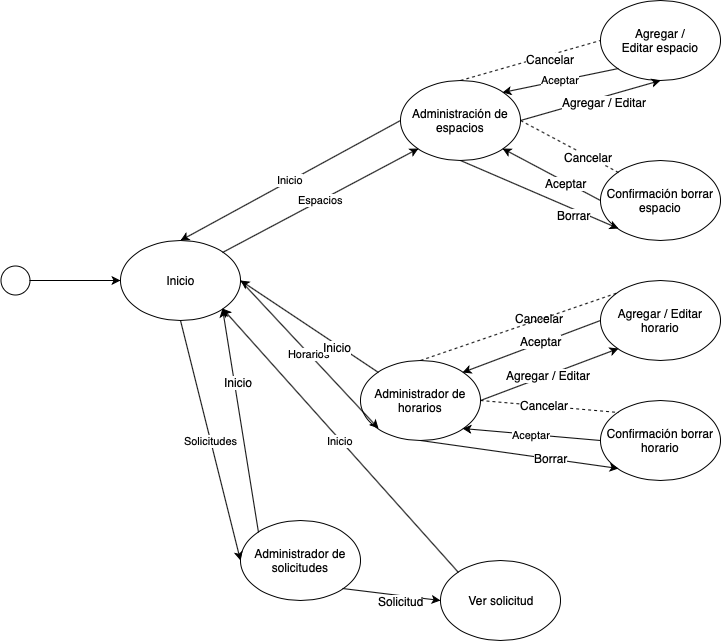 Agregar /
Editar espacio
Cancelar
Aceptar
Agregar / Editar
Administración de
espacios
Cancelar
Aceptar
Confirmación borrar
espacio
Borrar
Inicio
Espacios
Inicio
Cancelar
Agregar / Editar
horario
Aceptar
Horarios
Inicio
Agregar / Editar
Administrador de
horarios
Cancelar
Aceptar
Confirmación borrar
horario
Borrar
Inicio
Solicitudes
Inicio
Administrador de
solicitudes
Solicitud
Ver solicitud